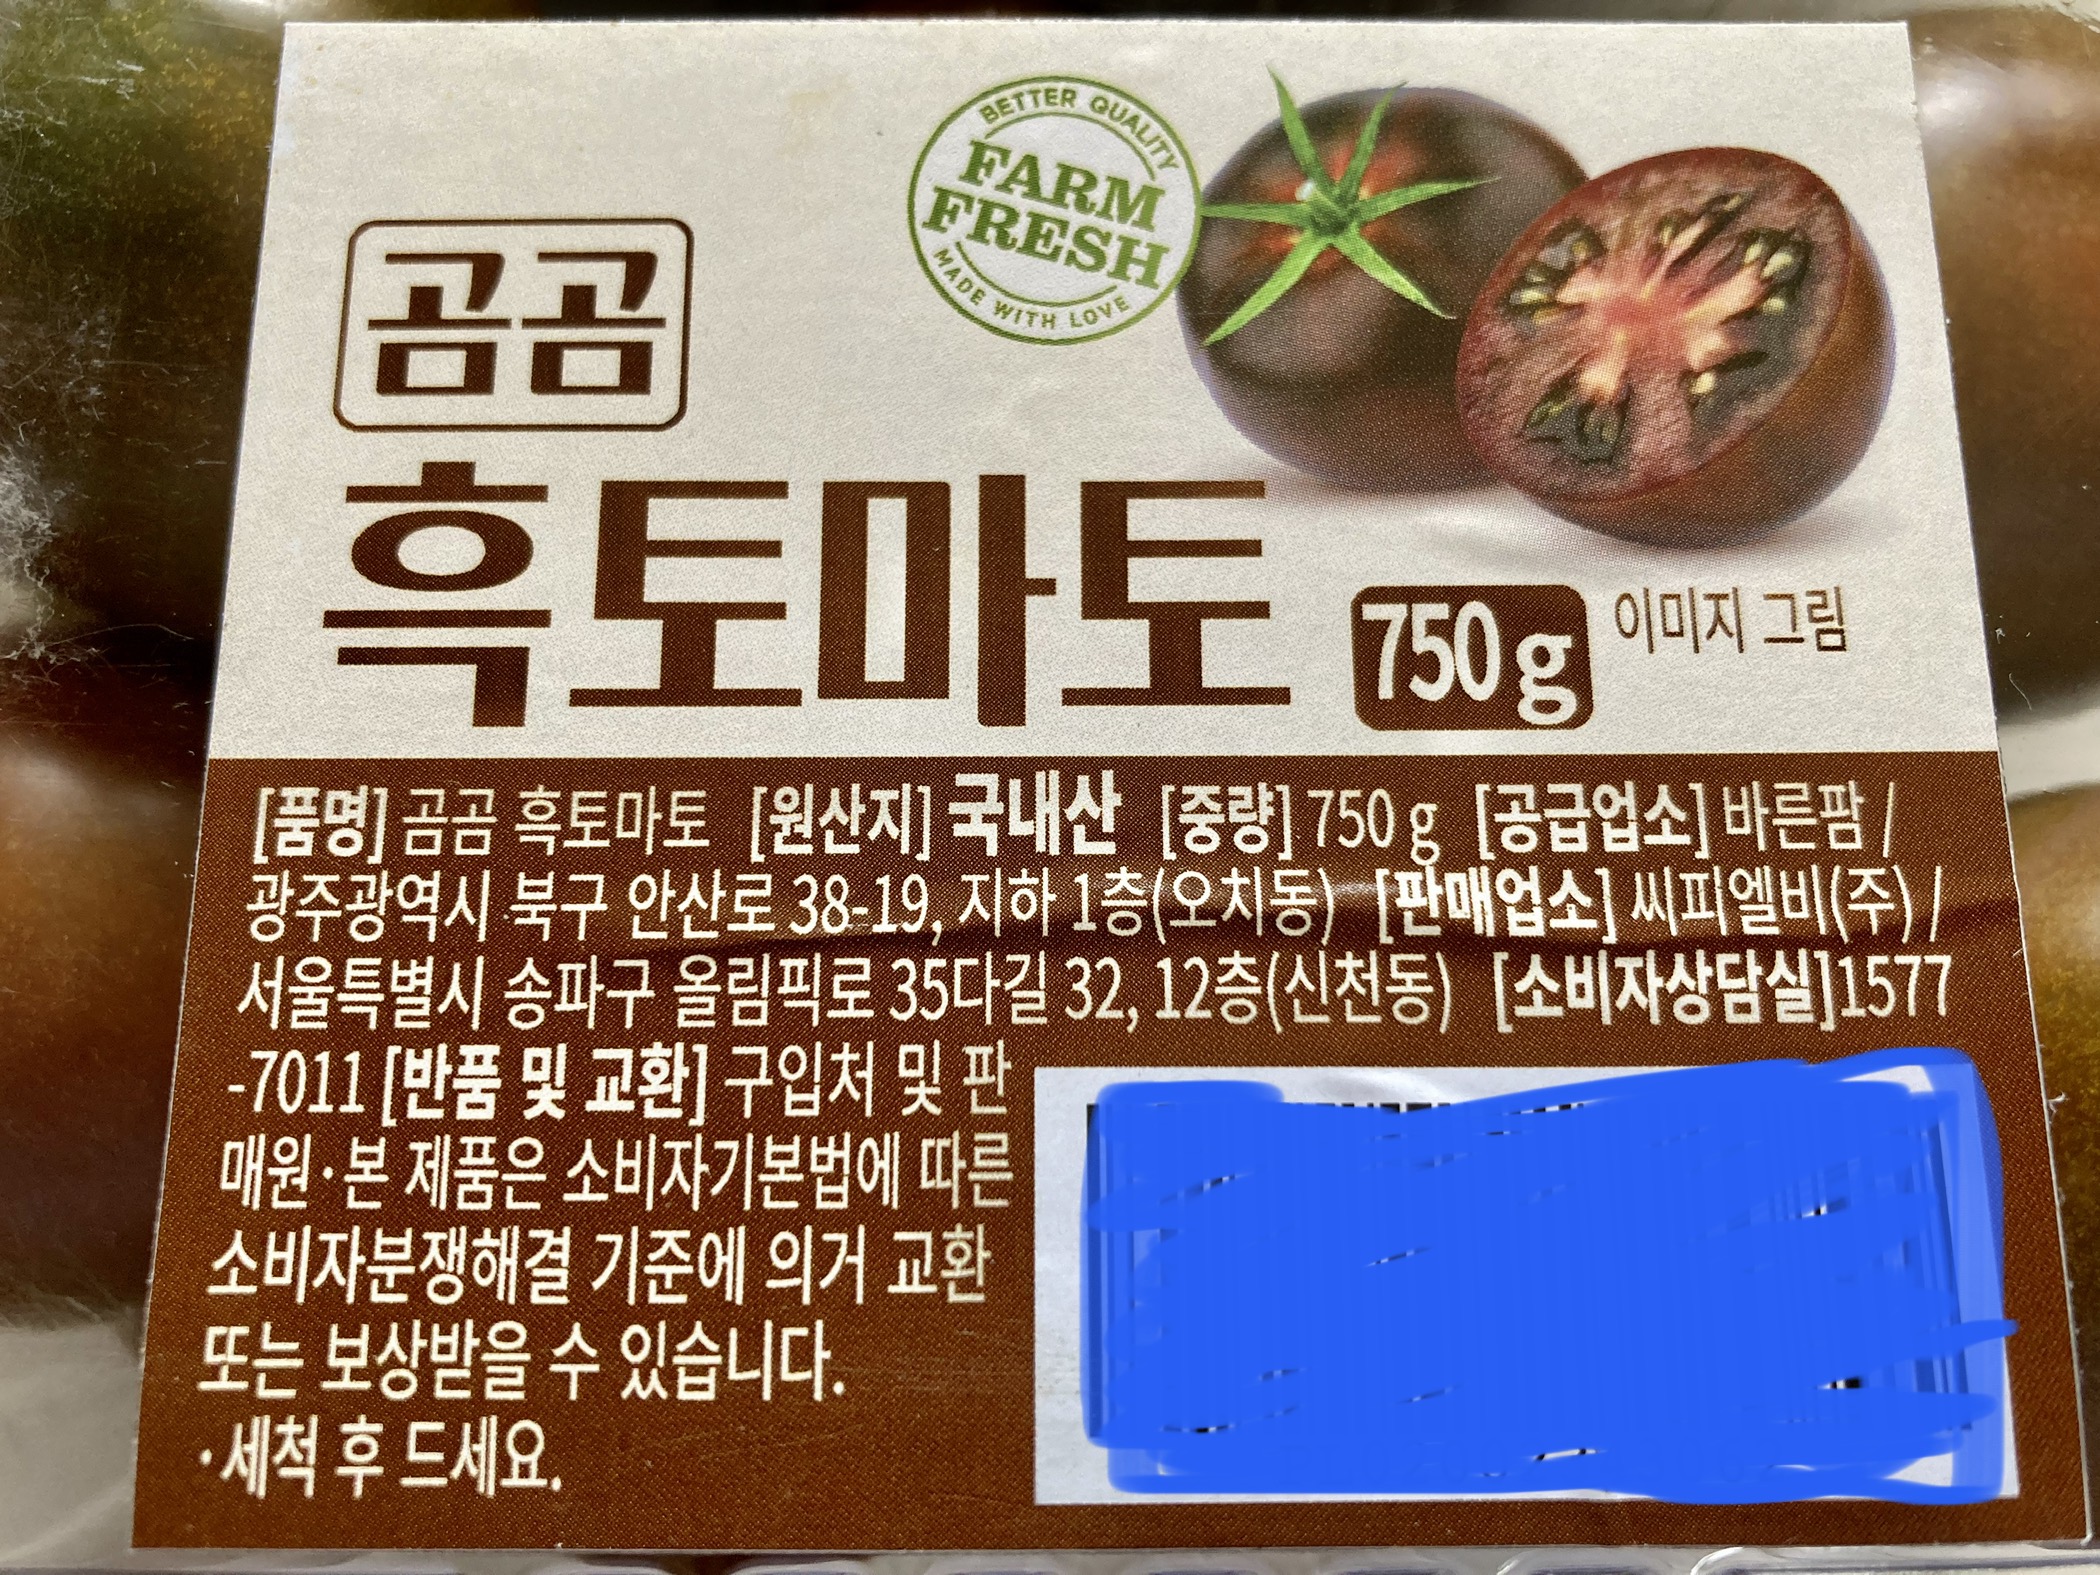 BETTER QUALITY
FARM
FRESH
MADE WITH LOVE
곰곰
흑토마토
750 g
이미지 그림
[품명] 곰곰 흑토마토 [원산지] 국내산 [중량] 750 g [공급업소] 바른팜 /
광주광역시 북구 안산로 38-19, 지하 1층(오치동) [판매업소] 씨피엘비(주) /
서울특별시 송파구 올림픽로 35다길 32, 12층(신천동) [소비자상담실]1577
-7011 [반품 및 교환] 구입처 및 판
매원·본 제품은 소비자기본법에 따른
소비자분쟁해결 기준에 의거 교환
또는 보상받을 수 있습니다.
·세척 후 드세요.